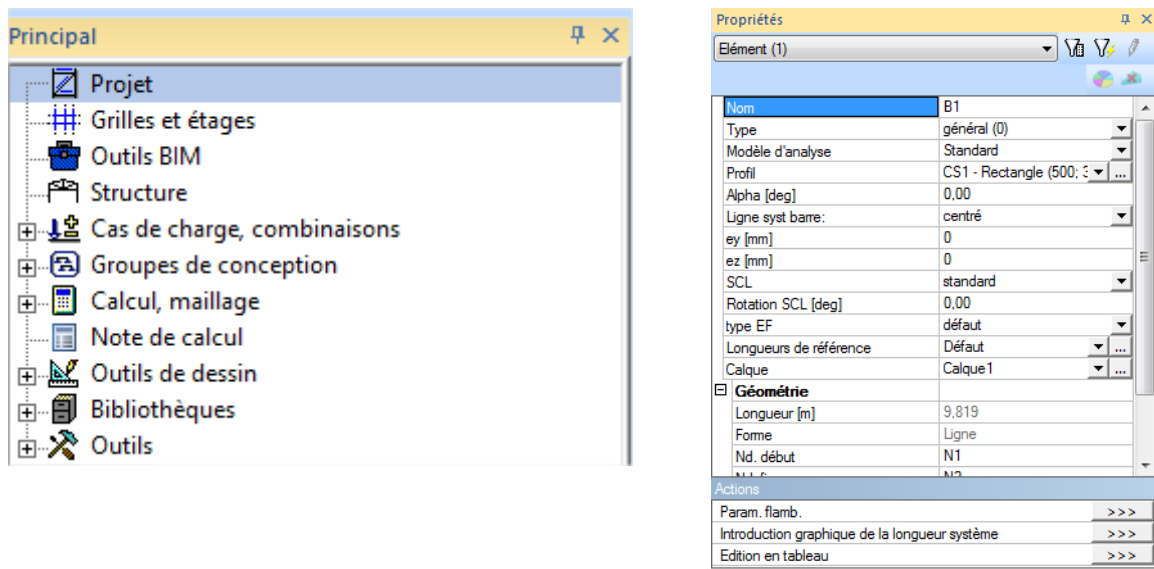 Principal
Projet
Grilles et étages
Outils BIM
Structure
Cas de charge, combinaisons
Groupes de conception
Calcul, maillage
Note de calcul
Outils de dessin
Bibliothèques
Outils
Propriétés
Elément (1)
Nom B1
Type général (0)
Modèle d'analyse Standard
Profil CS1 - Rectangle (500; ...
Alpha [deg] 0,00
Ligne syst barre: centré
ey [mm] 0
ez [mm] 0
SCL standard
Rotation SCL [deg] 0,00
type EF défaut
Longueurs de référence Défaut ...
Calque Calque1 ...
Géométrie
Longueur [m] 9,819
Forme Ligne
Nd. début N1
Actions
Param. flamb. >>>
Introduction graphique de la longueur système >>>
Edition en tableau >>>